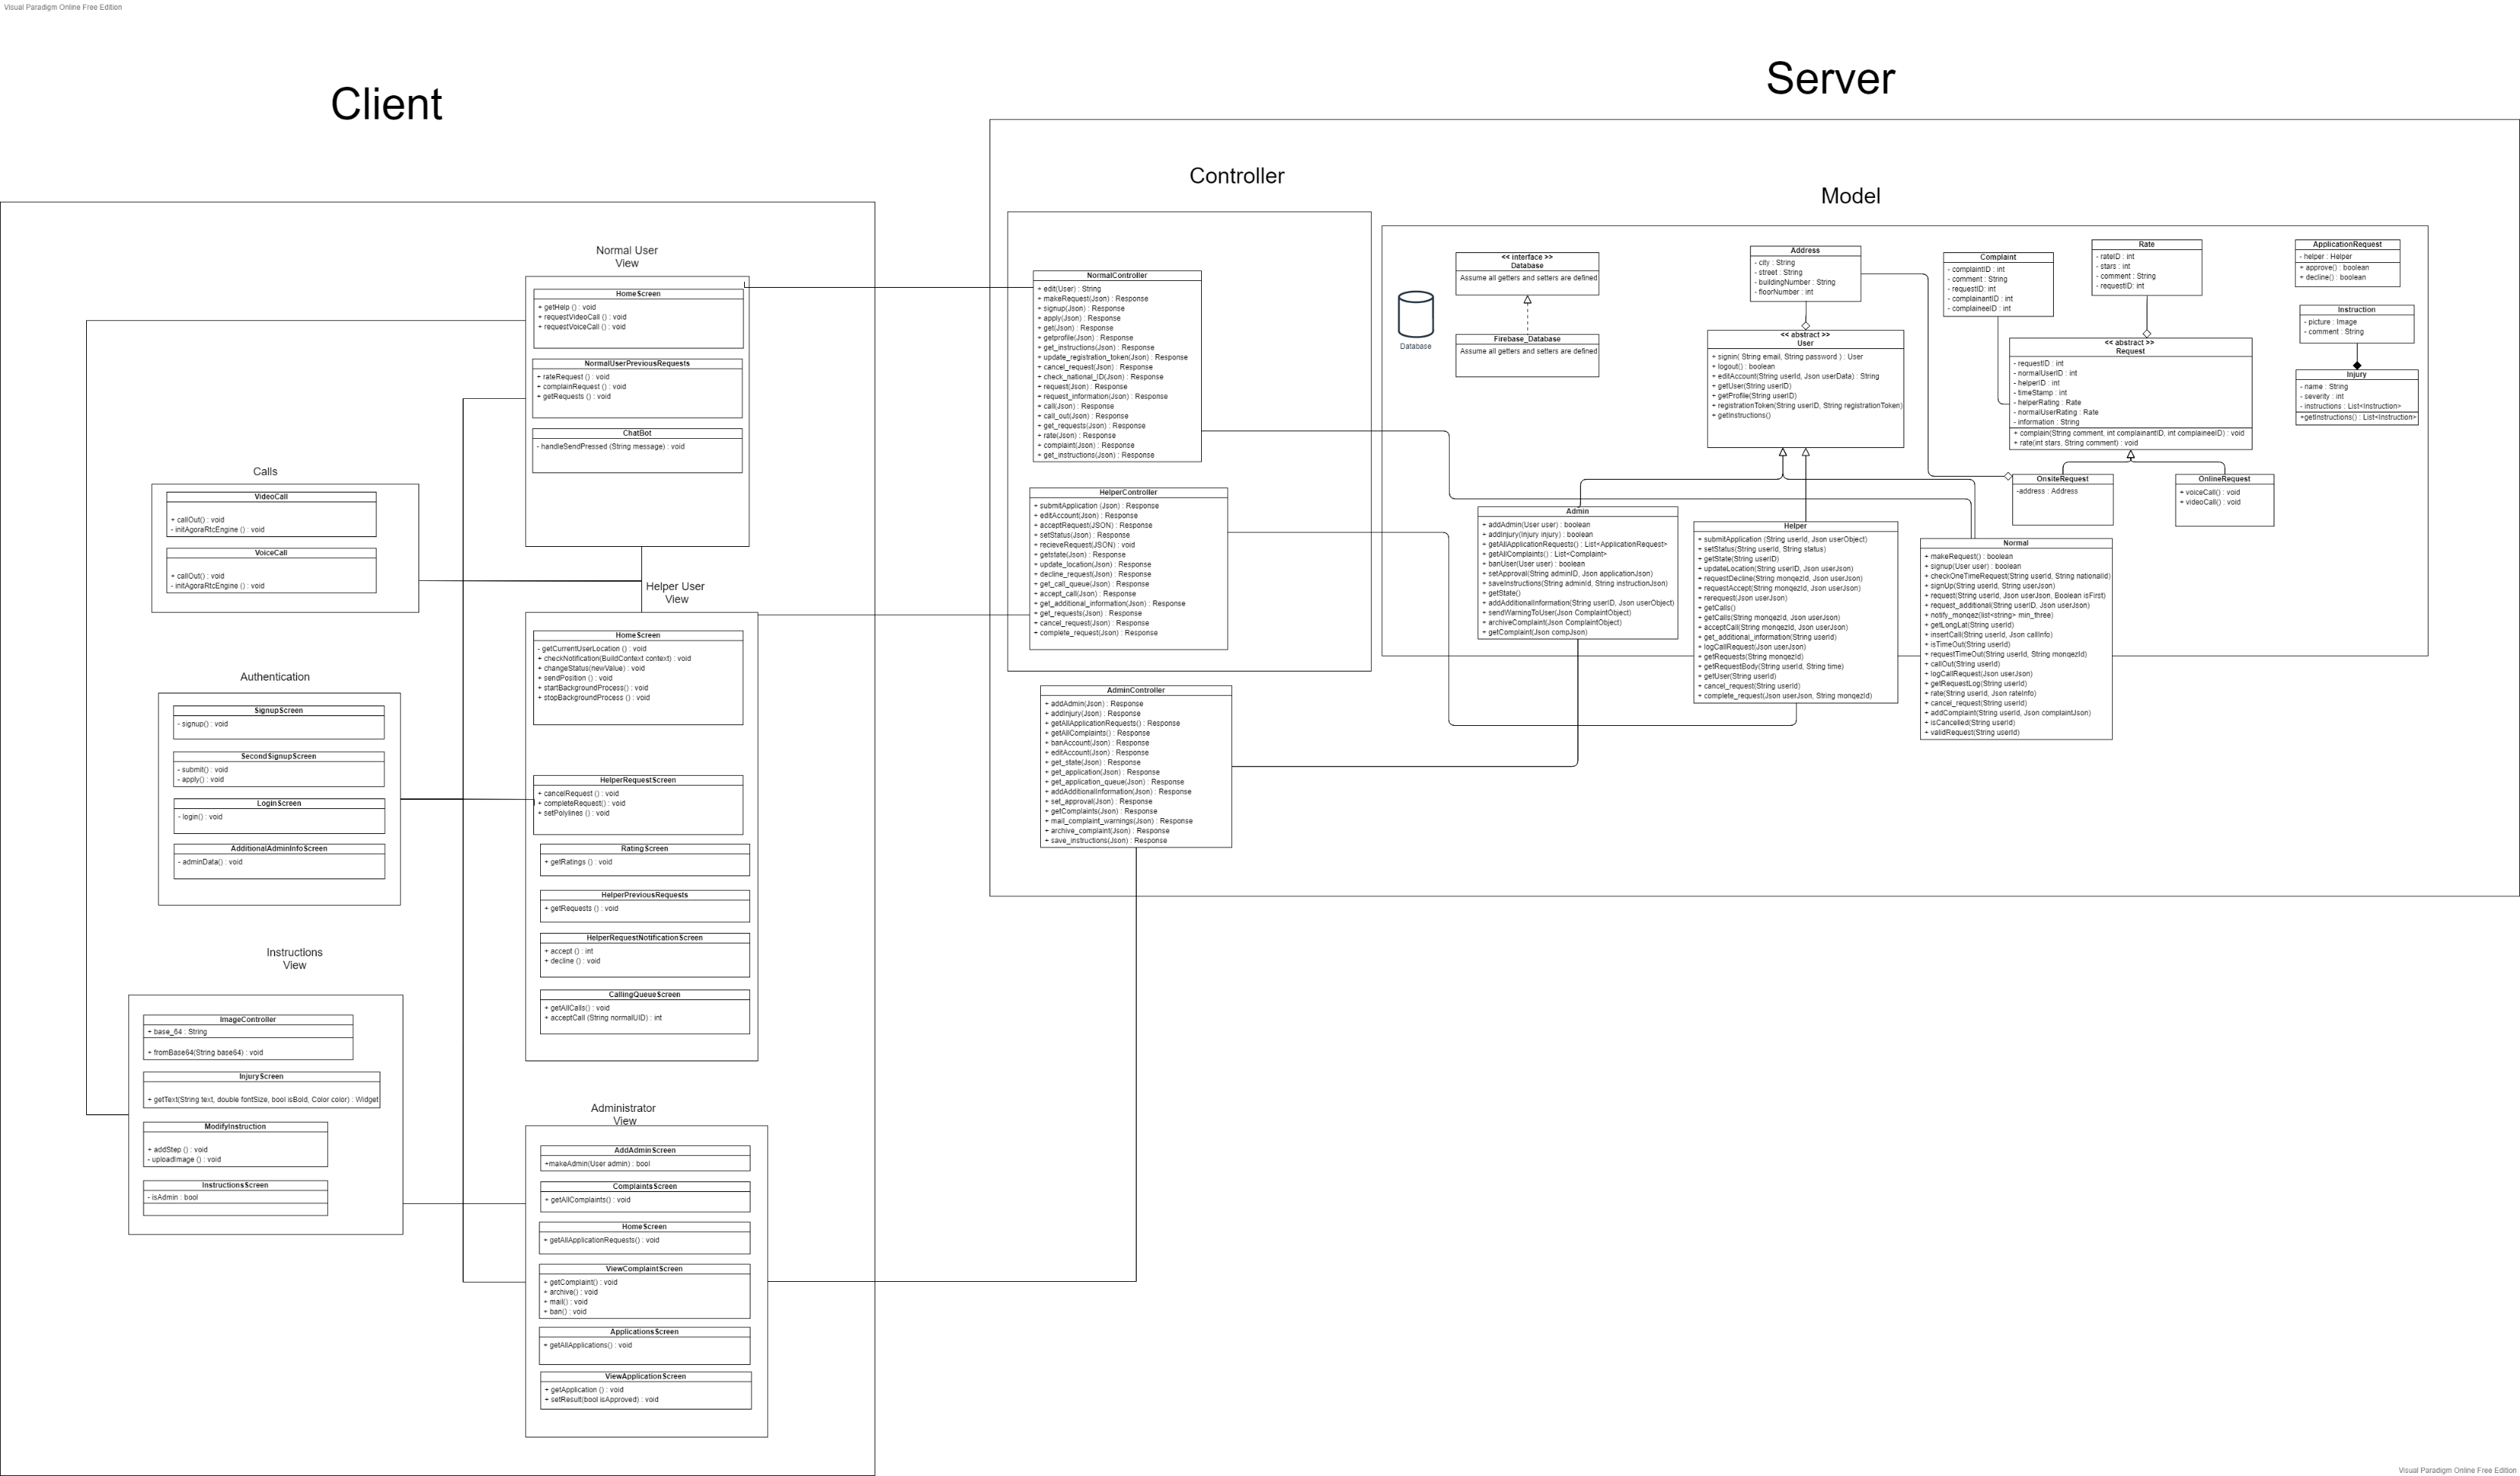 Visual Paradigm Online Free Edition
Client
Server
Normal User
View
HomeScreen
+ getHelp () : void
+ requestVideoCall () : void
+ requestVoiceCall () : void
NormalUserPreviousRequests
+ rateRequest () : void
+ complainRequest () : void
+ getRequests () : void
ChatBot
- handleSendPressed (String message) : void
Calls
VideoCall
+ callOut() : void
- initAgoraRtcEngine () : void
VoiceCall
+ callOut() : void
- initAgoraRtcEngine () : void
Authentication
SignupScreen
- signup() : void
SecondSignupScreen
- submit() : void
- apply() : void
LoginScreen
- login() : void
AdditionalAdminInfoScreen
- adminData() : void
Instructions
View
ImageController
+ base_64 : String
+ fromBase64(String base64) : void
InjuryScreen
+ getText(String text, double fontSize, bool isBold, Color color) : Widget
ModifyInstruction
+ addStep () : void
- uploadImage () : void
InstructionsScreen
- isAdmin : bool
Helper User
View
HomeScreen
- getCurrentUserLocation () : void
+ checkNotification(BuildContext context) : void
+ changeStatus(newValue) : void
+ sendPosition () : void
+ startBackgroundProcess() : void
+ stopBackgroundProcess () : void
HelperRequestScreen
+ cancelRequest () : void
+ completeRequest() : void
+ setPolylines () : void
RatingScreen
+ getRatings () : void
HelperPreviousRequests
+ getRequests () : void
HelperRequestNotificationScreen
+ accept () : int
+ decline () : void
CallingQueueScreen
+ getAllCalls() : void
+ acceptCall (String normalUID) : int
Administrator
View
AddAdminScreen
+makeAdmin(User admin) : bool
ComplaintsScreen
+ getAllComplaints() : void
HomeScreen
+ getAllApplicationRequests() : void
ViewComplaintScreen
+ getComplaint() : void
+ archive() : void
+ mail() : void
+ ban() : void
ApplicationsScreen
+ getAllApplications() : void
ViewApplicationScreen
+ getApplication () : void
+ setResult(bool isApproved) : void
Controller
NormalController
+ edit(User) : String
+ makeRequest(Json) : Response
+ signup(Json) : Response
+ apply(Json) : Response
+ get(Json) : Response
+ getprofile(Json) : Response
+ get_instructions(Json) : Response
+ update_registration_token(Json) : Response
+ cancel_request(Json) : Response
+ check_national_ID(Json) : Response
+ request(Json) : Response
+ request_information(Json) : Response
+ call(Json) : Response
+ call_out(Json) : Response
+ get_requests(Json) : Response
+ rate(Json) : Response
+ complaint(Json) : Response
+ get_instructions(Json) : Response
HelperController
+ submitApplication (Json) : Response
+ editAccount(Json) : Response
+ acceptRequest(JSON) : Response
+ setStatus(Json) : Response
+ recieveRequest(JSON) : void
+ getstate(Json) : Response
+ update_location(Json) : Response
+ decline_request(Json) : Response
+ get_call_queue(Json) : Response
+ accept_call(Json) : Response
+ get_additional_information(Json) : Response
+ get_requests(Json) : Response
+ cancel_request(Json) : Response
+ complete_request(Json) : Response
AdminController
+ addAdmin(Json) : Response
+ addInjury(Json) : Response
+ getAllApplicationRequests() : Response
+ getAllComplaints() : Response
+ banAccount(Json) : Response
+ editAccount(Json) : Response
+ get_state(Json) : Response
+ get_application(Json) : Response
+ get_application_queue(Json) : Response
+ addAdditionalInformation(Json) : Response
+ set_approval(Json) : Response
+ getComplaints(Json) : Response
+ mail_complaint_warnings(Json) : Response
+ archive_complaint(Json) : Response
+ save_instructions(Json) : Response
Model
Database
<< interface >>
Database
Assume all getters and setters are defined
Firebase_Database
Assume all getters and setters are defined
Address
- city : String
- street : String
- buildingNumber : String
- floorNumber : int
<< abstract >>
User
+ signin( String email, String password ) : User
+ logout() : boolean
+ editAccount(String userId, Json userData) : String
+ getUser(String userID)
+ getProfile(String userID)
+ registrationToken(String userID, String registrationToken)
+ getInstructions()
Complaint
- complaintID : int
- comment : String
- requestID: int
- complainantID : int
- complaineeID : int
Rate
- rateID : int
- stars : int
- comment : String
- requestID: int
<< abstract >>
Request
- requestID : int
- normalUserID : int
- helperID : int
- timeStamp : int
- helperRating : Rate
- normalUserRating : Rate
- information : String
+ complain(String comment, int complainantID, int complaineeID) : void
+ rate(int stars, String comment) : void
ApplicationRequest
- helper : Helper
+ approve() : boolean
+ decline() : boolean
Instruction
- picture : Image
- comment : String
Injury
- name : String
- severity : int
- instructions : List<Instruction>
+getInstructions() : List<Instruction>
OnsiteRequest
-address : Address
OnlineRequest
+ voiceCall() : void
+ videoCall() : void
Admin
+ addAdmin(User user) : boolean
+ addInjury(Injury injury) : boolean
+ getAllApplicationRequests() : List<ApplicationRequest>
+ getAllComplaints() : List<Complaint>
+ banUser(User user) : boolean
+ setApproval(String adminID, Json applicationJson)
+ saveInstructions(String adminId, String instructionJson)
+ getState()
+ addAdditionalInformation(String userID, Json userObject)
+ sendWarningToUser(Json ComplaintObject)
+ archiveComplaint(Json ComplaintObject)
+ getComplaint(Json compJson)
Helper
+ submitApplication (String userId, Json userObject)
+ setStatus(String userId, String status)
+ getState(String userID)
+ updateLocation(String userID, Json userJson)
+ requestDecline(String monqezId, Json userJson)
+ requestAccept(String monqezId, Json userJson)
+ rerequest(Json userJson)
+ getCalls()
+ getCalls(String monqezId, Json userJson)
+ acceptCall(String monqezId, Json userJson)
+ get_additional_information(String userId)
+ logCallRequest(Json userJson)
+ getRequests(String monqezId)
+ getRequestBody(String userId, String time)
+ getUser(String userId)
+ cancel_request(String userId)
+ complete_request(Json userJson, String monqezId)
Normal
+ makeRequest() : boolean
+ signup(User user) : boolean
+ checkOneTimeRequest(String userId, String nationalId)
+ signUp(String userId, String userJson)
+ request(String userId, Json userJson, Boolean isFirst)
+ request_additional(String userID, Json userJson)
+ notify_monqez(list<string> min_three)
+ getLongLat(String userId)
+ insertCall(String userId, Json callInfo)
+ isTimeOut(String userId)
+ requestTimeOut(String userId, String monqezId)
+ callOut(String userId)
+ logCallRequest(Json userJson)
+ getRequestLog(String userId)
+ rate(String userId, Json rateInfo)
+ cancel_request(String userId)
+ addComplaint(String userId, Json complaintJson)
+ isCancelled(String userId)
+ validRequest(String userId)
Visual Paradigm Online Free Edition